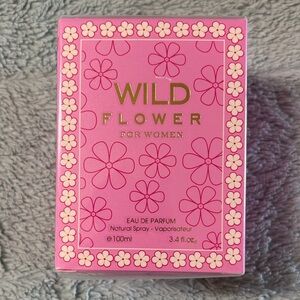 WILD
FLOWER
FOR WOMEN
EAU DE PARFUM
Natural Spray - Vaporisateur
℮100ml 3.4 fl.oz.